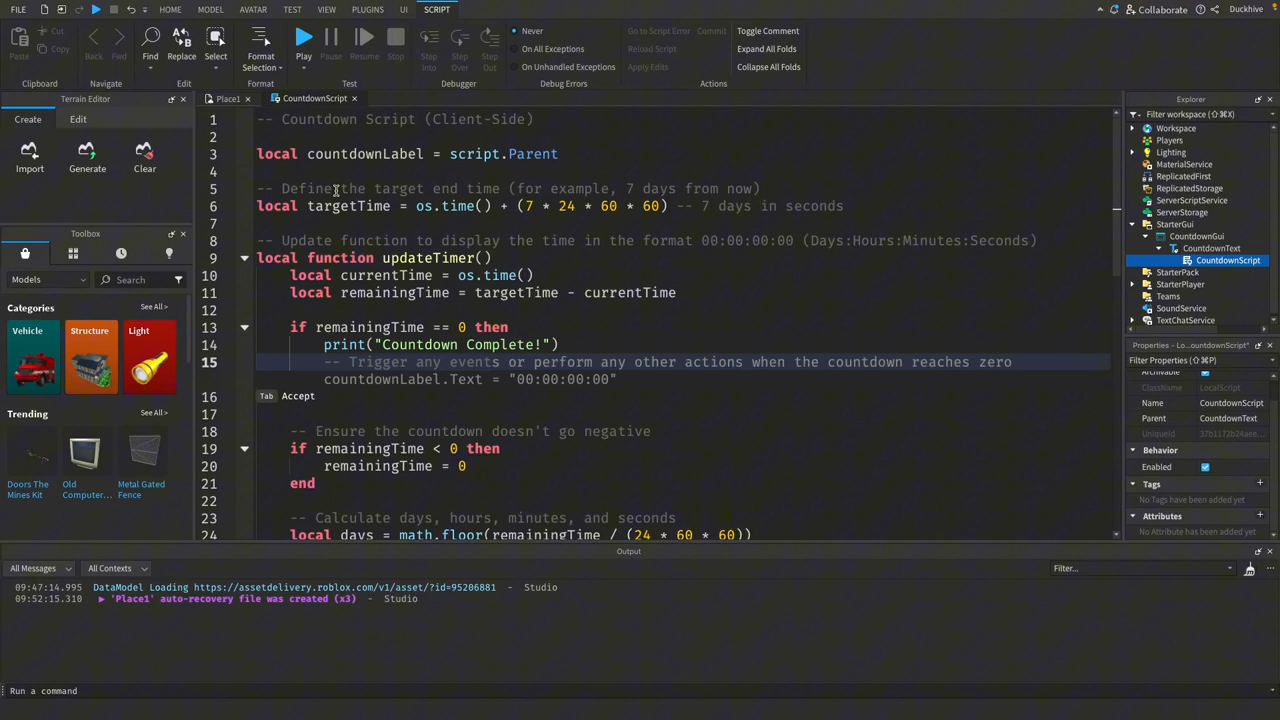 FILE HOME MODEL AVATAR TEST VIEW PLUGINS UI SCRIPT Collaborate Duckhive
Paste Cut Copy Back Fwd Find Replace Select Format Selection Play Pause Resume Stop Step Into Step Over Step Out
Never
On All Exceptions
On Unhandled Exceptions
Go to Script Error Commit
Reload Script
Apply Edits
Toggle Comment
Expand All Folds
Collapse All Folds
Clipboard Navigate Edit Format Test Debugger Debug Errors Actions
Terrain Editor
Create Edit
Import Generate Clear
Toolbox
Models Search
Categories See All >
Vehicle Structure Light
Trending See All >
Doors The Mines Kit
Old Computer...
Metal Gated Fence
Place1 CountdownScript
1 -- Countdown Script (Client-Side)
2
3 local countdownLabel = script.Parent
4
5 -- Define the target end time (for example, 7 days from now)
6 local targetTime = os.time() + (7 * 24 * 60 * 60) -- 7 days in seconds
7
8 -- Update function to display the time in the format 00:00:00:00 (Days:Hours:Minutes:Seconds)
9 local function updateTimer()
10 local currentTime = os.time()
11 local remainingTime = targetTime - currentTime
12
13 if remainingTime == 0 then
14 print("Countdown Complete!")
15 -- Trigger any events or perform any other actions when the countdown reaches zero
countdownLabel.Text = "00:00:00:00"
16 Tab Accept
17
18 -- Ensure the countdown doesn't go negative
19 if remainingTime < 0 then
20 remainingTime = 0
21 end
22
23 -- Calculate days, hours, minutes, and seconds
24 local days = math.floor(remainingTime / (24 * 60 * 60))
Explorer
Filter workspace (⇧⌘X)
Workspace
Players
Lighting
MaterialService
ReplicatedFirst
ReplicatedStorage
ServerScriptService
ServerStorage
StarterGui
CountdownGui
CountdownText
CountdownScript
StarterPack
StarterPlayer
Teams
SoundService
TextChatService
Properties - Lo...ountdownScript"
Filter Properties (⇧⌘P)
Archivable
ClassName LocalScript
Name CountdownScript
Parent CountdownText
UniqueId 37b1172b24aee...
Behavior
Enabled
Tags
No Tags have been added yet
Attributes
No Attribute has been added yet
Output
All Messages All Contexts Filter...
09:47:14.995 DataModel Loading https://assetdelivery.roblox.com/v1/asset/?id=95206881 - Studio
09:52:15.310 ▶ 'Place1' auto-recovery file was created (x3) - Studio
Run a command